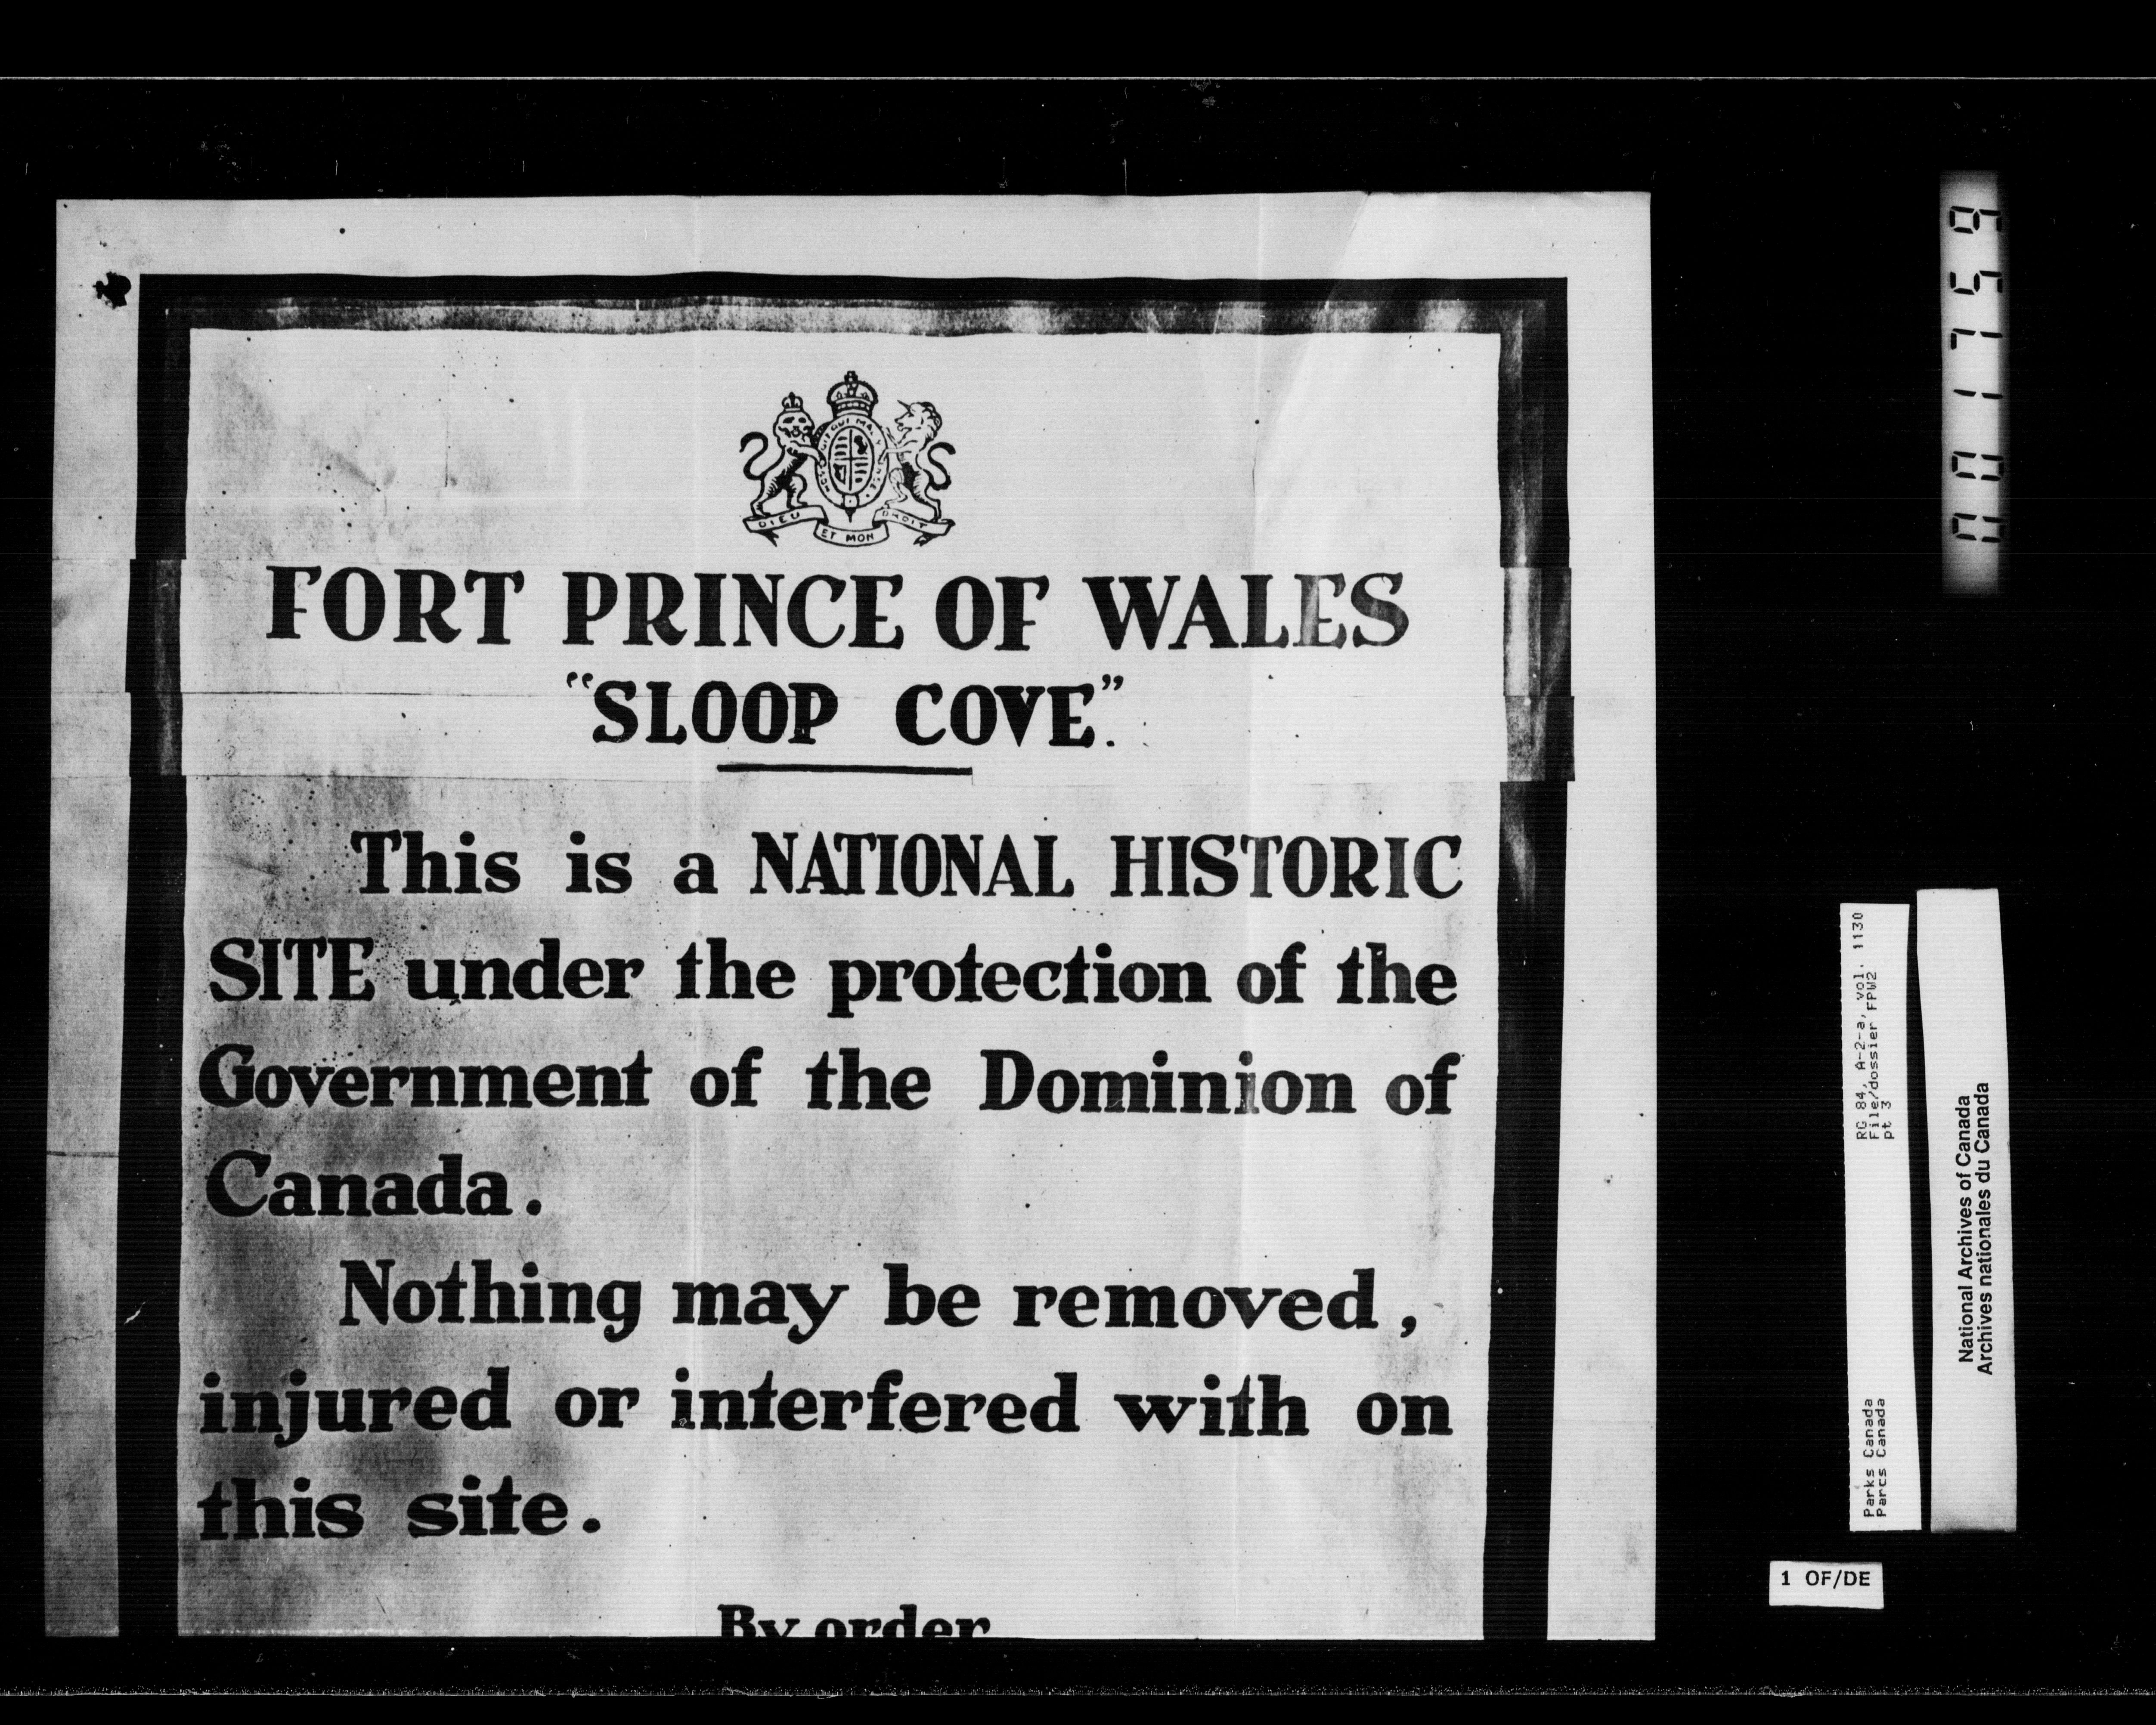 DIEU ET MON DROIT
FORT PRINCE OF WALES
"SLOOP COVE".
This is a NATIONAL HISTORIC
SITE under the protection of the
Government of the Dominion of
Canada.
Nothing may be removed,
injured or interfered with on
this site.
By order
001759
RG 84, A-2-a, vol. 1130
File/dossier FPW2
pt 3
Parks Canada
Parcs Canada
National Archives of Canada
Archives nationales du Canada
1 OF/DE